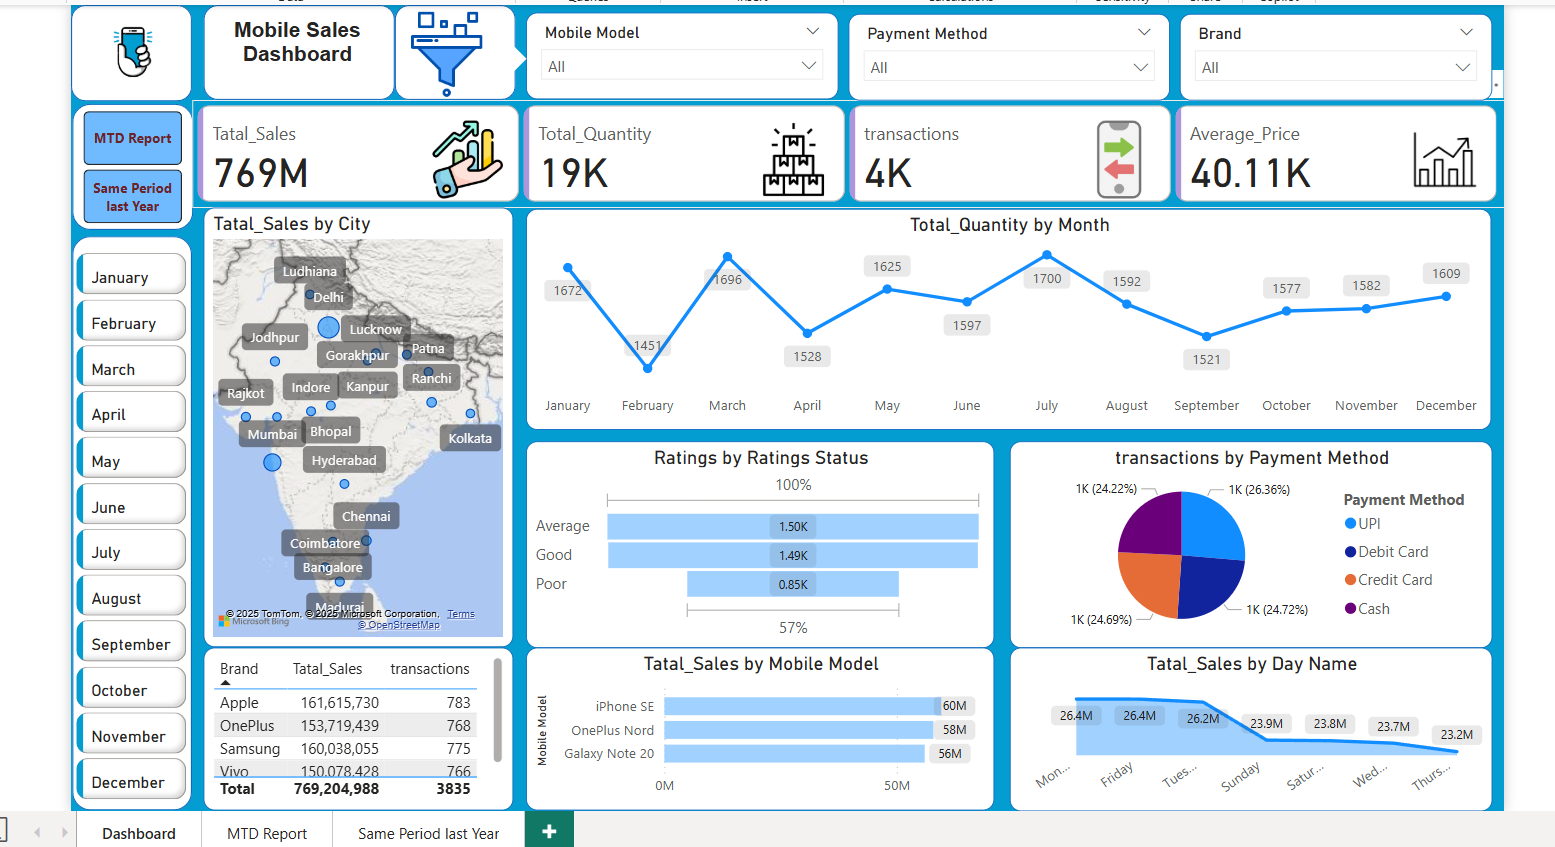 Mobile Sales
Dashboard
Mobile Model
All
Payment Method
All
Brand
All
MTD Report
Same Period
last Year
Tatal_Sales
769M
Total_Quantity
19K
transactions
4K
Average_Price
40.11K
January
February
March
April
May
June
July
August
September
October
November
December
Tatal_Sales by City
Ludhiana
Delhi
Lucknow
Jodhpur
Gorakhpur
Patna
Ranchi
Indore
Kanpur
Rajkot
Mumbai
Bhopal
Kolkata
Hyderabad
Chennai
Coimbatore
Bangalore
Madurai
© 2025 TomTom, © 2025 Microsoft Corporation, Terms
Microsoft Bing
© OpenStreetMap
Total_Quantity by Month
1672
1451
1696
1528
1625
1597
1700
1592
1521
1577
1582
1609
January February March April May June July August September October November December
Ratings by Ratings Status
100%
Average 1.50K
Good 1.49K
Poor 0.85K
57%
transactions by Payment Method
1K (24.22%)
1K (26.36%)
1K (24.69%)
1K (24.72%)
Payment Method
UPI
Debit Card
Credit Card
Cash
Brand Tatal_Sales transactions
Apple 161,615,730 783
OnePlus 153,719,439 768
Samsung 160,038,055 775
Vivo 150,078,428 766
Total 769,204,988 3835
Tatal_Sales by Mobile Model
Mobile Model
iPhone SE 60M
OnePlus Nord 58M
Galaxy Note 20 56M
0M 50M
Tatal_Sales by Day Name
26.4M
26.4M
26.2M
23.9M
23.8M
23.7M
23.2M
Mon... Friday Tues... Sunday Satur... Wed... Thurs...
Dashboard MTD Report Same Period last Year